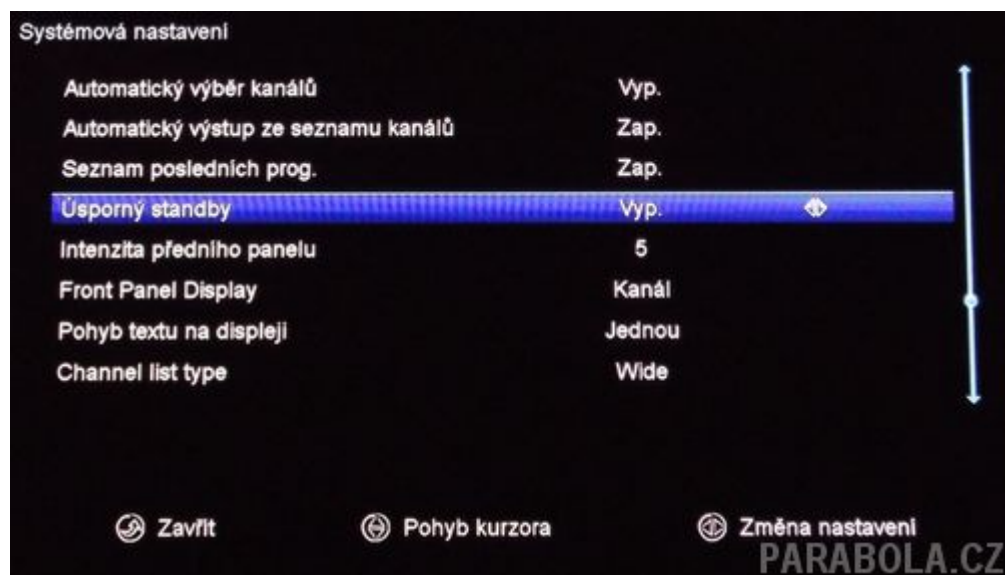 Systémová nastavení
Automatický výběr kanálů Vyp.
Automatický výstup ze seznamu kanálů Zap.
Seznam posledních prog. Zap.
Úsporný standby Vyp.
Intenzita předního panelu 5
Front Panel Display Kanál
Pohyb textu na displeji Jednou
Channel list type Wide
Zavřít Pohyb kurzora Změna nastavení
PARABOLA.CZ